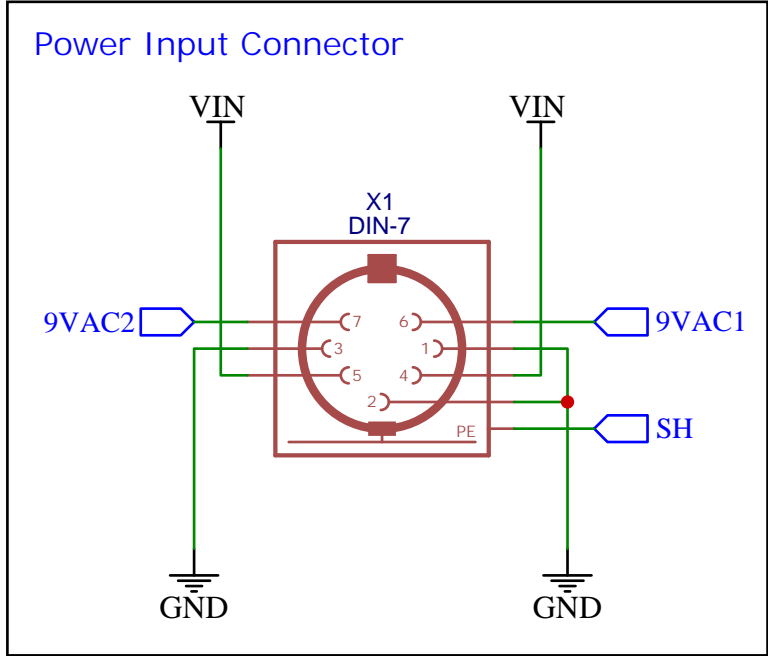 Power Input Connector
VIN VIN
X1
DIN-7
9VAC2 7 6 9VAC1
3 1
5 4
2
PE SH
GND GND